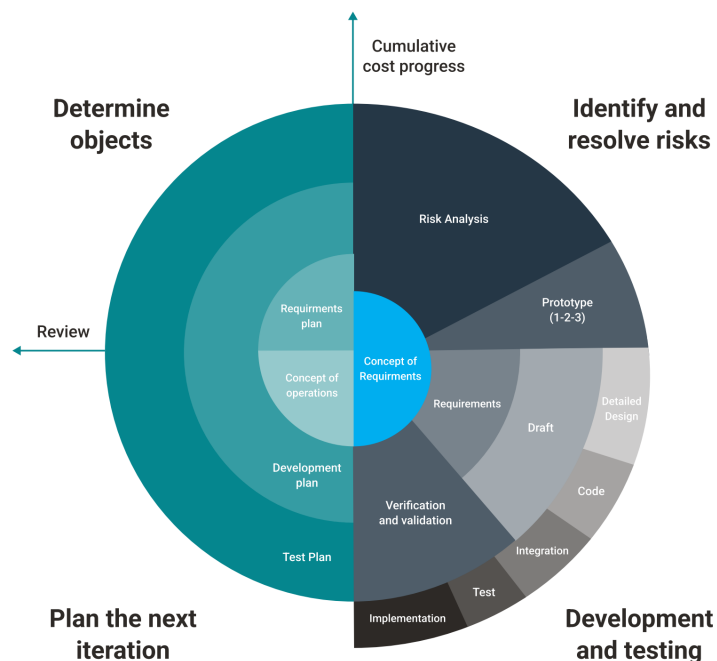 Cumulative
cost progress
Determine
objects
Identify and
resolve risks
Risk Analysis
Prototype
(1-2-3)
Requirments
plan
Review
Concept of
Requirments
Concept of
operations
Requirements
Detailed
Design
Draft
Development
plan
Code
Verification
and validation
Integration
Test Plan
Test
Implementation
Plan the next
iteration
Development
and testing